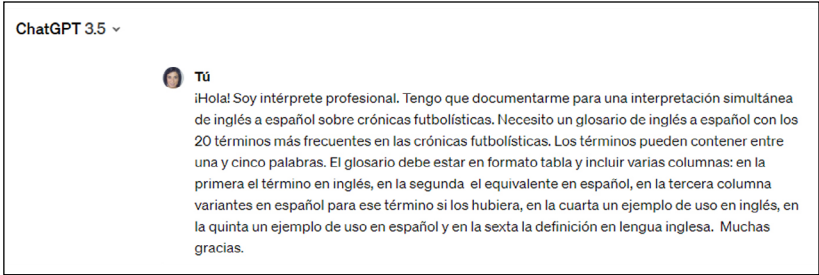 ChatGPT 3.5
Tú
¡Hola! Soy intérprete profesional. Tengo que documentarme para una interpretación simultánea
de inglés a español sobre crónicas futbolísticas. Necesito un glosario de inglés a español con los
20 términos más frecuentes en las crónicas futbolísticas. Los términos pueden contener entre
una y cinco palabras. El glosario debe estar en formato tabla y incluir varias columnas: en la
primera el término en inglés, en la segunda el equivalente en español, en la tercera columna
variantes en español para ese término si los hubiera, en la cuarta un ejemplo de uso en inglés, en
la quinta un ejemplo de uso en español y en la sexta la definición en lengua inglesa. Muchas
gracias.